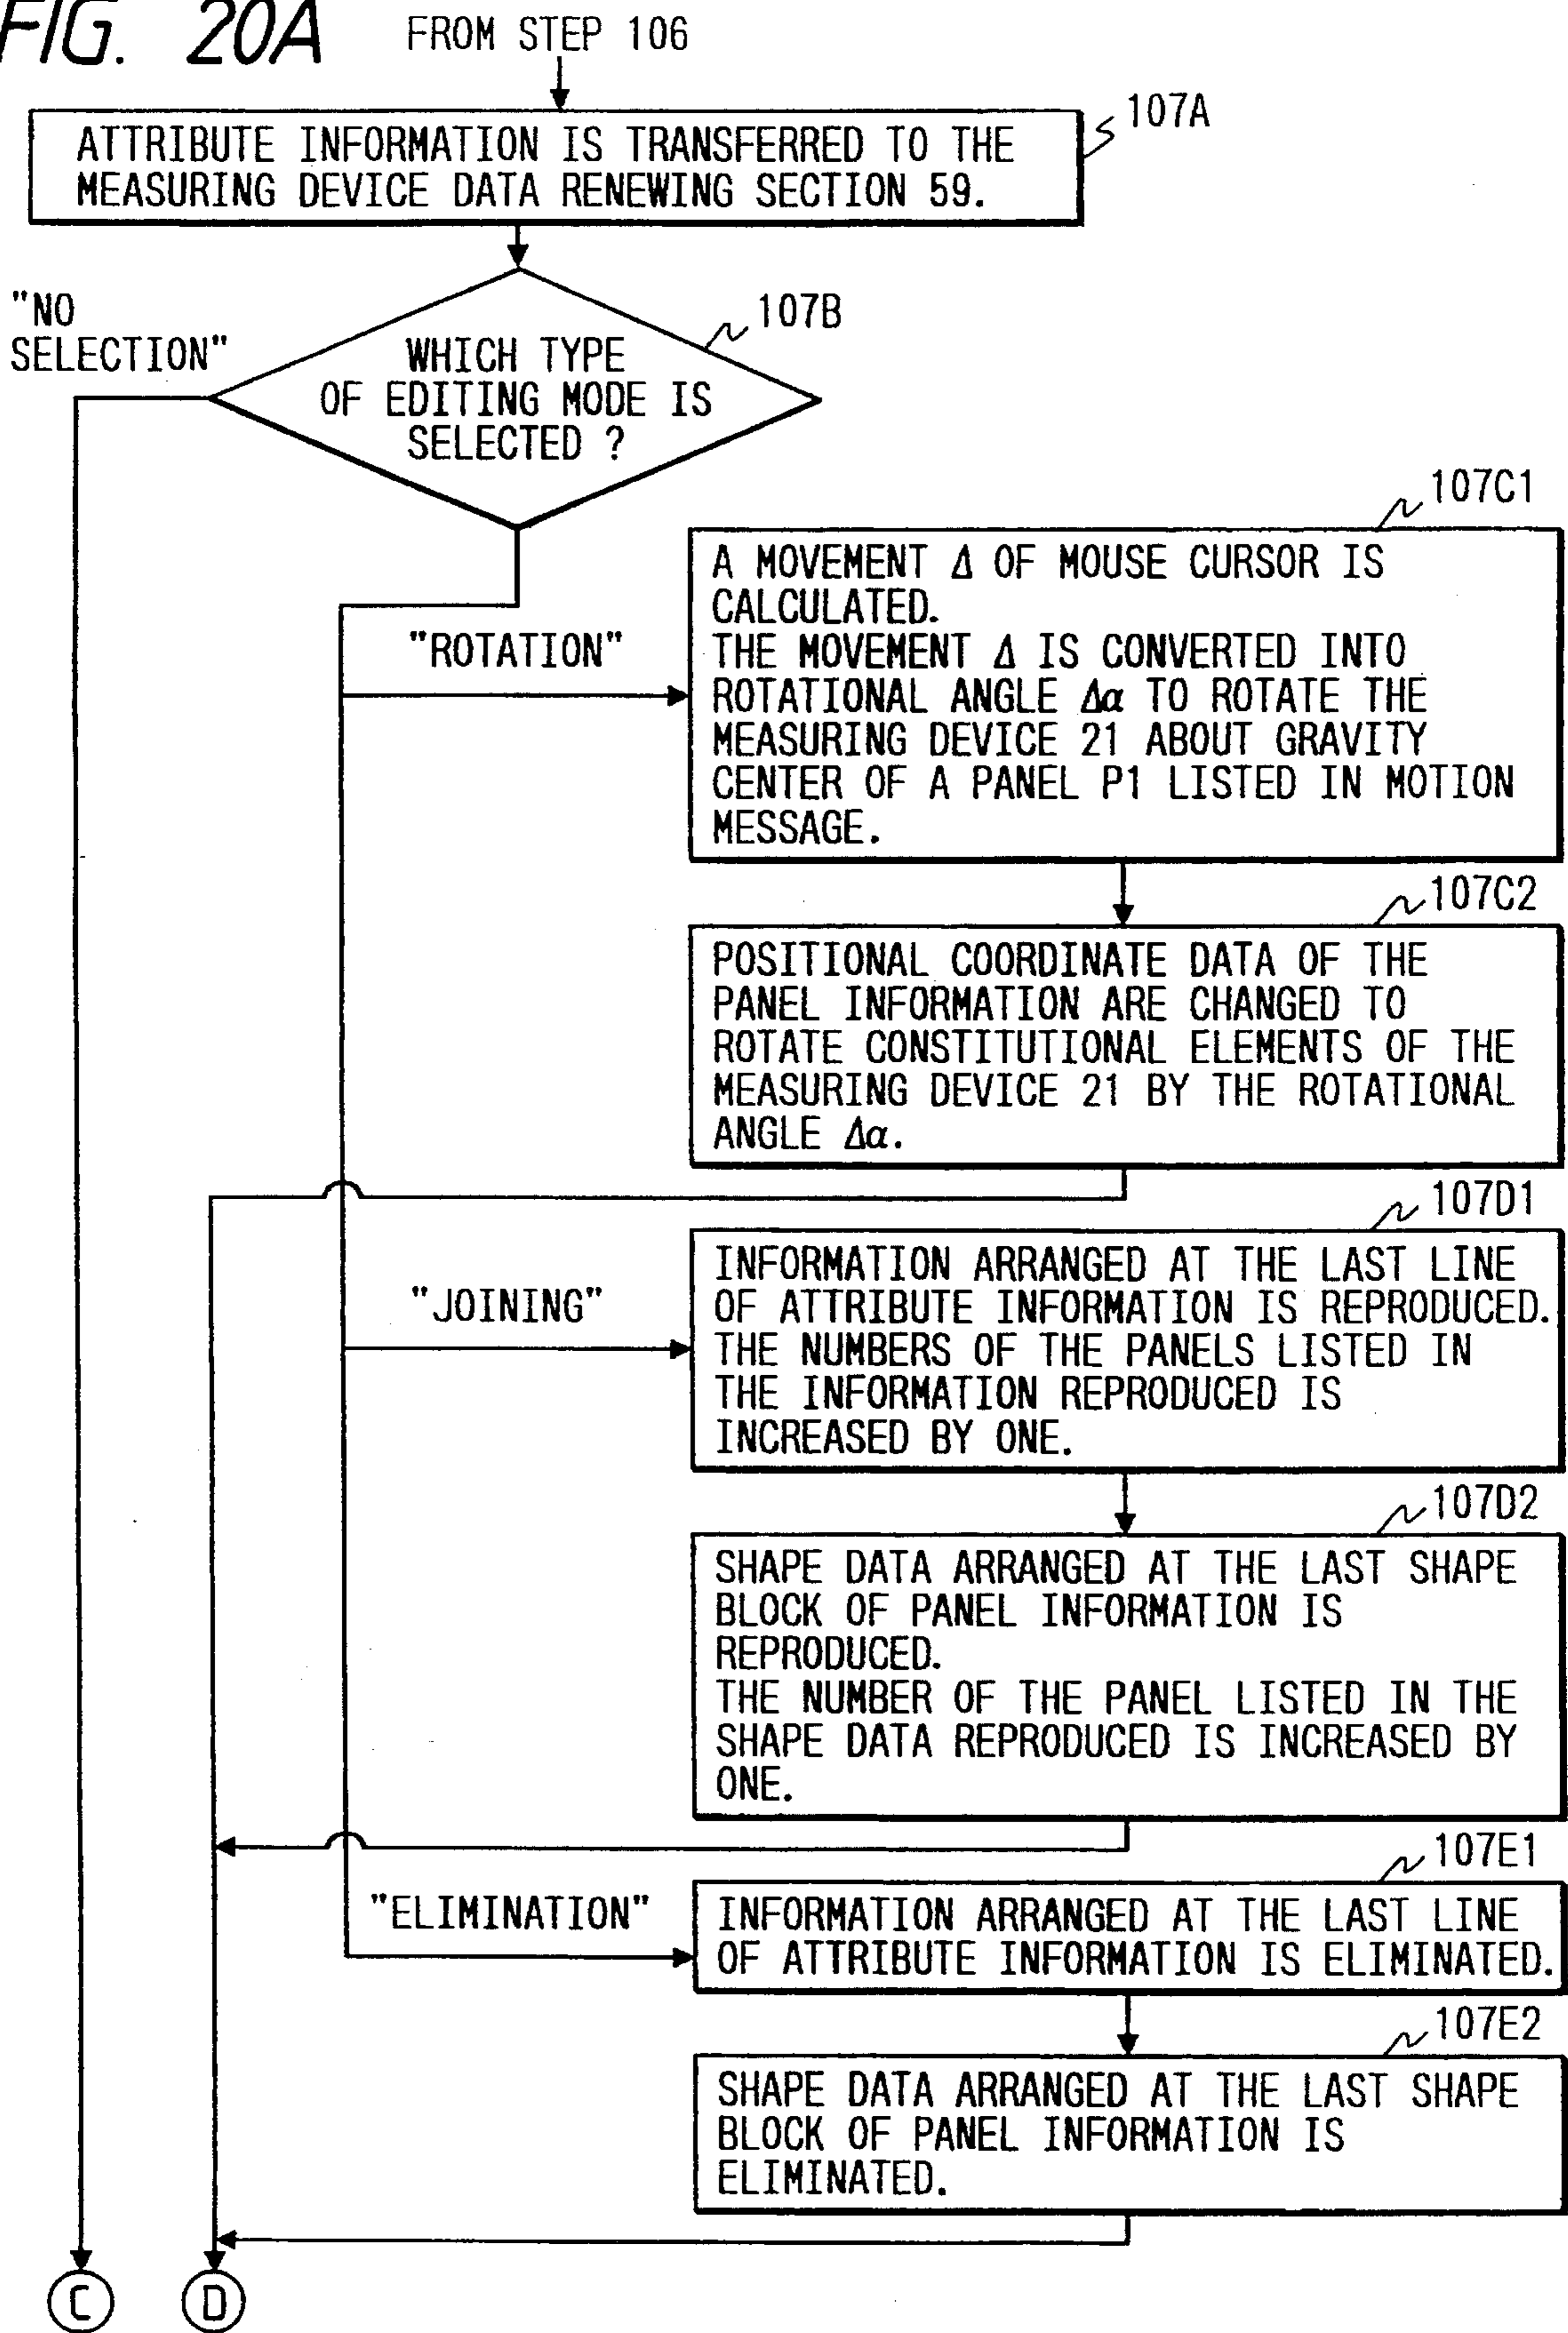 FIG. 20A
FROM STEP 106
107A
ATTRIBUTE INFORMATION IS TRANSFERRED TO THE
MEASURING DEVICE DATA RENEWING SECTION 59.
"NO
SELECTION"
107B
WHICH TYPE
OF EDITING MODE IS
SELECTED ?
107C1
"ROTATION"
A MOVEMENT Δ OF MOUSE CURSOR IS
CALCULATED.
THE MOVEMENT Δ IS CONVERTED INTO
ROTATIONAL ANGLE Δα TO ROTATE THE
MEASURING DEVICE 21 ABOUT GRAVITY
CENTER OF A PANEL P1 LISTED IN MOTION
MESSAGE.
107C2
POSITIONAL COORDINATE DATA OF THE
PANEL INFORMATION ARE CHANGED TO
ROTATE CONSTITUTIONAL ELEMENTS OF THE
MEASURING DEVICE 21 BY THE ROTATIONAL
ANGLE Δα.
107D1
"JOINING"
INFORMATION ARRANGED AT THE LAST LINE
OF ATTRIBUTE INFORMATION IS REPRODUCED.
THE NUMBERS OF THE PANELS LISTED IN
THE INFORMATION REPRODUCED IS
INCREASED BY ONE.
107D2
SHAPE DATA ARRANGED AT THE LAST SHAPE
BLOCK OF PANEL INFORMATION IS
REPRODUCED.
THE NUMBER OF THE PANEL LISTED IN THE
SHAPE DATA REPRODUCED IS INCREASED BY
ONE.
107E1
"ELIMINATION"
INFORMATION ARRANGED AT THE LAST LINE
OF ATTRIBUTE INFORMATION IS ELIMINATED.
107E2
SHAPE DATA ARRANGED AT THE LAST SHAPE
BLOCK OF PANEL INFORMATION IS
ELIMINATED.
C
D